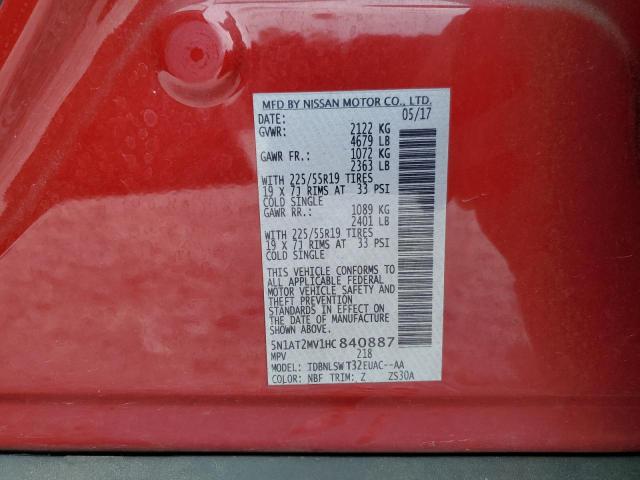 MFD BY NISSAN MOTOR CO., LTD.
DATE: 05/17
GVWR: 2122 KG
4679 LB
GAWR FR.: 1072 KG
2363 LB
WITH 225/55R19 TIRES
19 X 7J RIMS AT 33 PSI
COLD SINGLE
GAWR RR.: 1089 KG
2401 LB
WITH 225/55R19 TIRES
19 X 7J RIMS AT 33 PSI
COLD SINGLE
THIS VEHICLE CONFORMS TO
ALL APPLICABLE FEDERAL
MOTOR VEHICLE SAFETY AND
THEFT PREVENTION
STANDARDS IN EFFECT ON THE
DATE OF MANUFACTURE
SHOWN ABOVE.
5N1AT2MV1HC 840887
MPV 218
MODEL: TDBNLSW T32EUAC--AA
COLOR: NBF TRIM: Z ZS30A